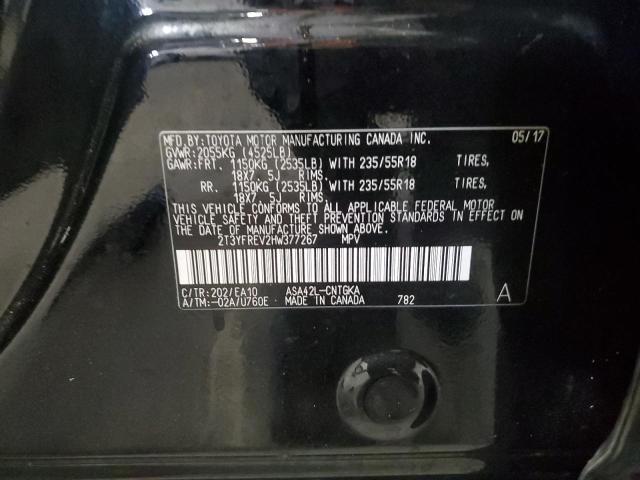 MFD.BY:TOYOTA MOTOR MANUFACTURING CANADA INC. 05/17
GVWR:2055KG (4525LB)
GAWR:FRT. 1150KG (2535LB) WITH 235/55R18 TIRES,
18X7. 5J RIMS,
RR. 1150KG (2535LB) WITH 235/55R18 TIRES,
18X7. 5J RIMS.
THIS VEHICLE CONFORMS TO ALL APPLICABLE FEDERAL MOTOR
VEHICLE SAFETY AND THEFT PREVENTION STANDARDS IN EFFECT ON
THE DATE OF MANUFACTURE SHOWN ABOVE.
2T3YFREV2HW377267 MPV
C/TR:202/EA10 ASA42L-CNTGKA
A/TM:-02A/U760E MADE IN CANADA 782 A